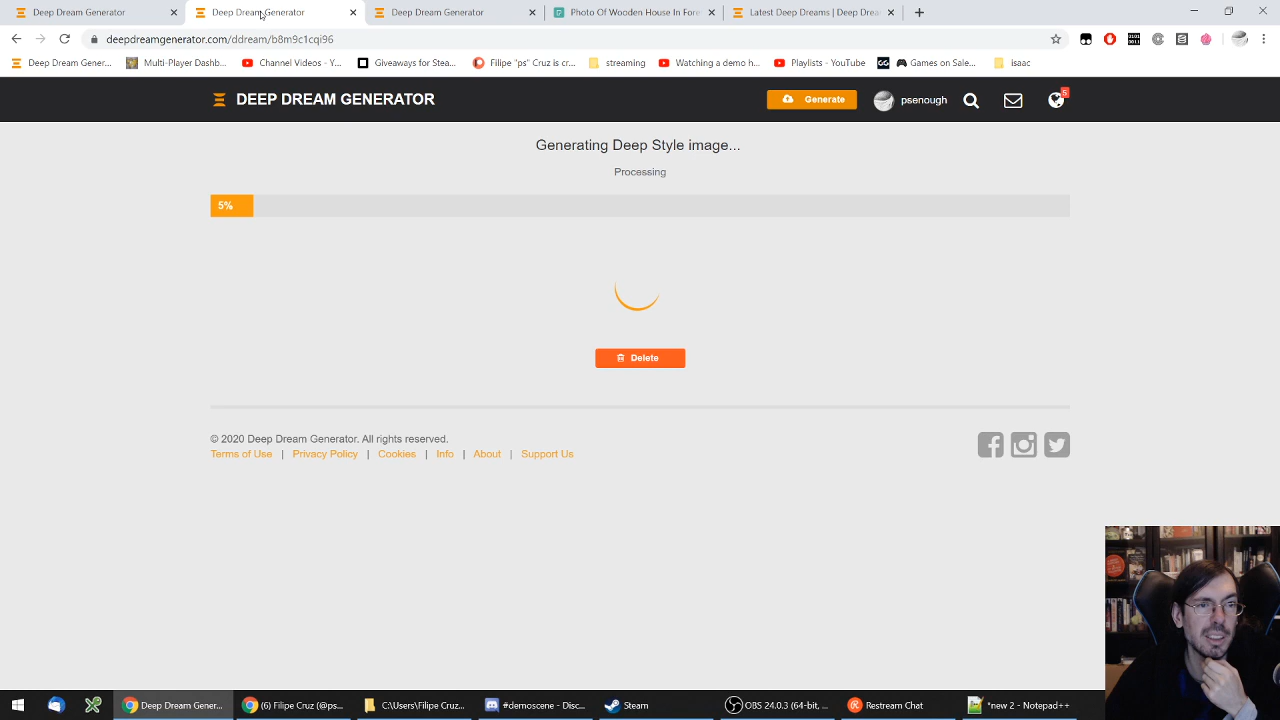 Deep Dream Generator
Deep Dream Generator
Deep Dream Generator
Photo Of Wooden House In Fore
Latest Deep Dreams | Deep Drea
deepdreamgenerator.com/ddream/b8m9c1cqi96
Deep Dream Gener...
Multi-Player Dashb...
Channel Videos - Y...
Giveaways for Stea...
Filipe "ps" Cruz is cr...
streaming
Watching a demo h...
Playlists - YouTube
Games on Sale...
isaac
DEEP DREAM GENERATOR
Generate
psenough
5
Generating Deep Style image...
Processing
5%
Delete
© 2020 Deep Dream Generator. All rights reserved.
Terms of Use | Privacy Policy | Cookies | Info | About | Support Us
Deep Dream Gener...
(6) Filipe Cruz (@ps...
C:\Users\Filipe Cruz...
#demoscene - Disc...
Steam
OBS 24.0.3 (64-bit, ...
Restream Chat
*new 2 - Notepad++